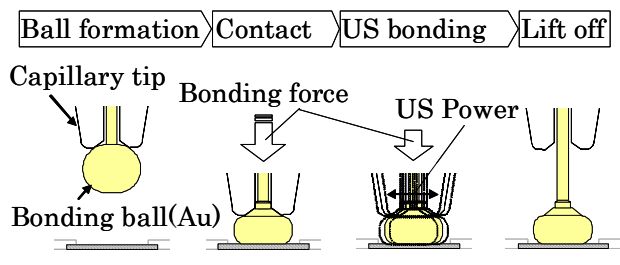 Ball formation
Contact
US bonding
Lift off
Capillary tip
Bonding force
US Power
Bonding ball(Au)